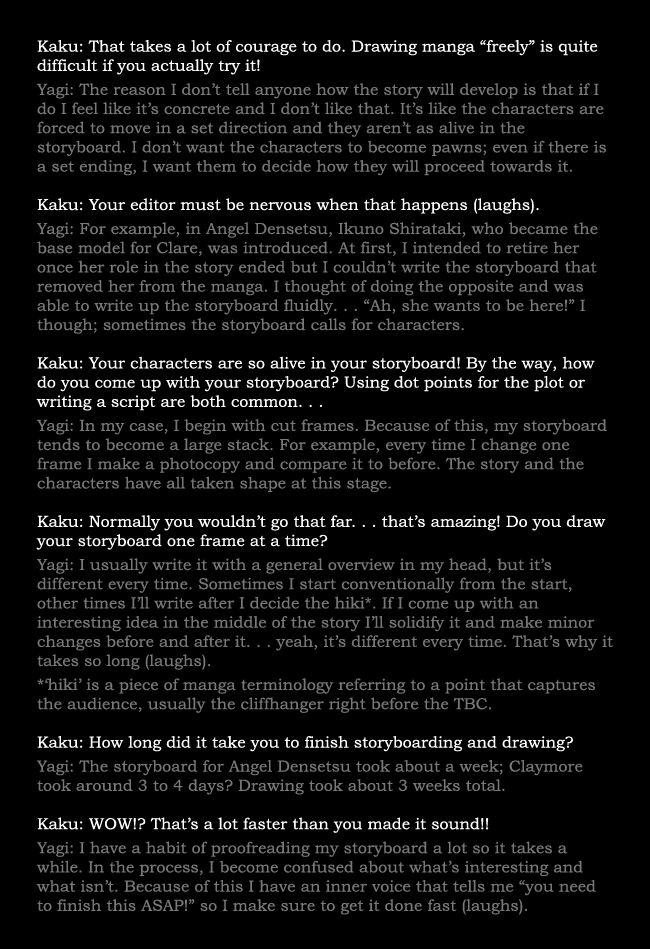 Kaku: That takes a lot of courage to do. Drawing manga “freely” is quite
difficult if you actually try it!
Yagi: The reason I don’t tell anyone how the story will develop is that if I
do I feel like it’s concrete and I don’t like that. It’s like the characters are
forced to move in a set direction and they aren’t as alive in the
storyboard. I don’t want the characters to become pawns; even if there is
a set ending, I want them to decide how they will proceed towards it.
Kaku: Your editor must be nervous when that happens (laughs).
Yagi: For example, in Angel Densetsu, Ikuno Shirataki, who became the
base model for Clare, was introduced. At first, I intended to retire her
once her role in the story ended but I couldn’t write the storyboard that
removed her from the manga. I thought of doing the opposite and was
able to write up the storyboard fluidly. . . “Ah, she wants to be here!” I
though; sometimes the storyboard calls for characters.
Kaku: Your characters are so alive in your storyboard! By the way, how
do you come up with your storyboard? Using dot points for the plot or
writing a script are both common. . .
Yagi: In my case, I begin with cut frames. Because of this, my storyboard
tends to become a large stack. For example, every time I change one
frame I make a photocopy and compare it to before. The story and the
characters have all taken shape at this stage.
Kaku: Normally you wouldn’t go that far. . . that’s amazing! Do you draw
your storyboard one frame at a time?
Yagi: I usually write it with a general overview in my head, but it’s
different every time. Sometimes I start conventionally from the start,
other times I’ll write after I decide the hiki*. If I come up with an
interesting idea in the middle of the story I’ll solidify it and make minor
changes before and after it. . . yeah, it’s different every time. That’s why it
takes so long (laughs).
*‘hiki’ is a piece of manga terminology referring to a point that captures
the audience, usually the cliffhanger right before the TBC.
Kaku: How long did it take you to finish storyboarding and drawing?
Yagi: The storyboard for Angel Densetsu took about a week; Claymore
took around 3 to 4 days? Drawing took about 3 weeks total.
Kaku: WOW!? That’s a lot faster than you made it sound!!
Yagi: I have a habit of proofreading my storyboard a lot so it takes a
while. In the process, I become confused about what’s interesting and
what isn’t. Because of this I have an inner voice that tells me “you need
to finish this ASAP!” so I make sure to get it done fast (laughs).